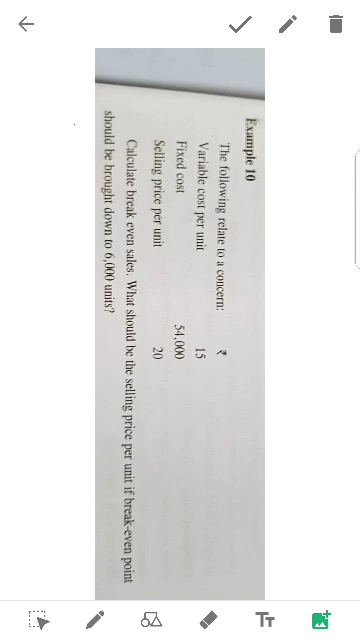 Example 10
The following relate to a concern: ₹
Variable cost per unit 15
Fixed cost 54,000
Selling price per unit 20
Calculate break even sales. What should be the selling price per unit if break-even point
should be brought down to 6,000 units?
TT